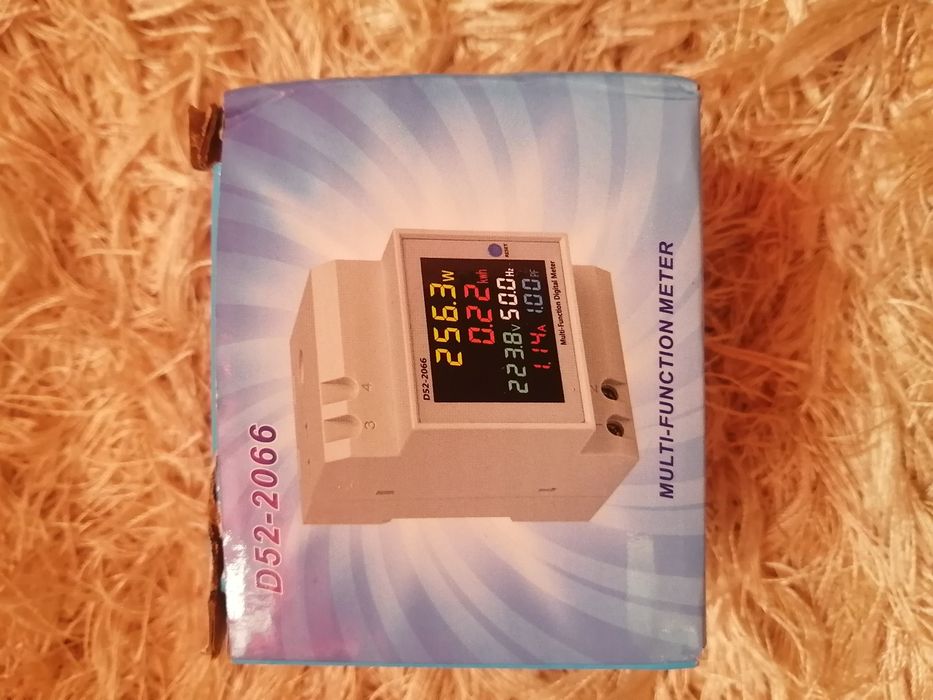 D52-2066
D52-2066
256.3W
0.22kwh
223.8V 50.0Hz
1.14A 1.00PF
RESET
Multi-Function Digital Meter
3 4
2
MULTI-FUNCTION METER